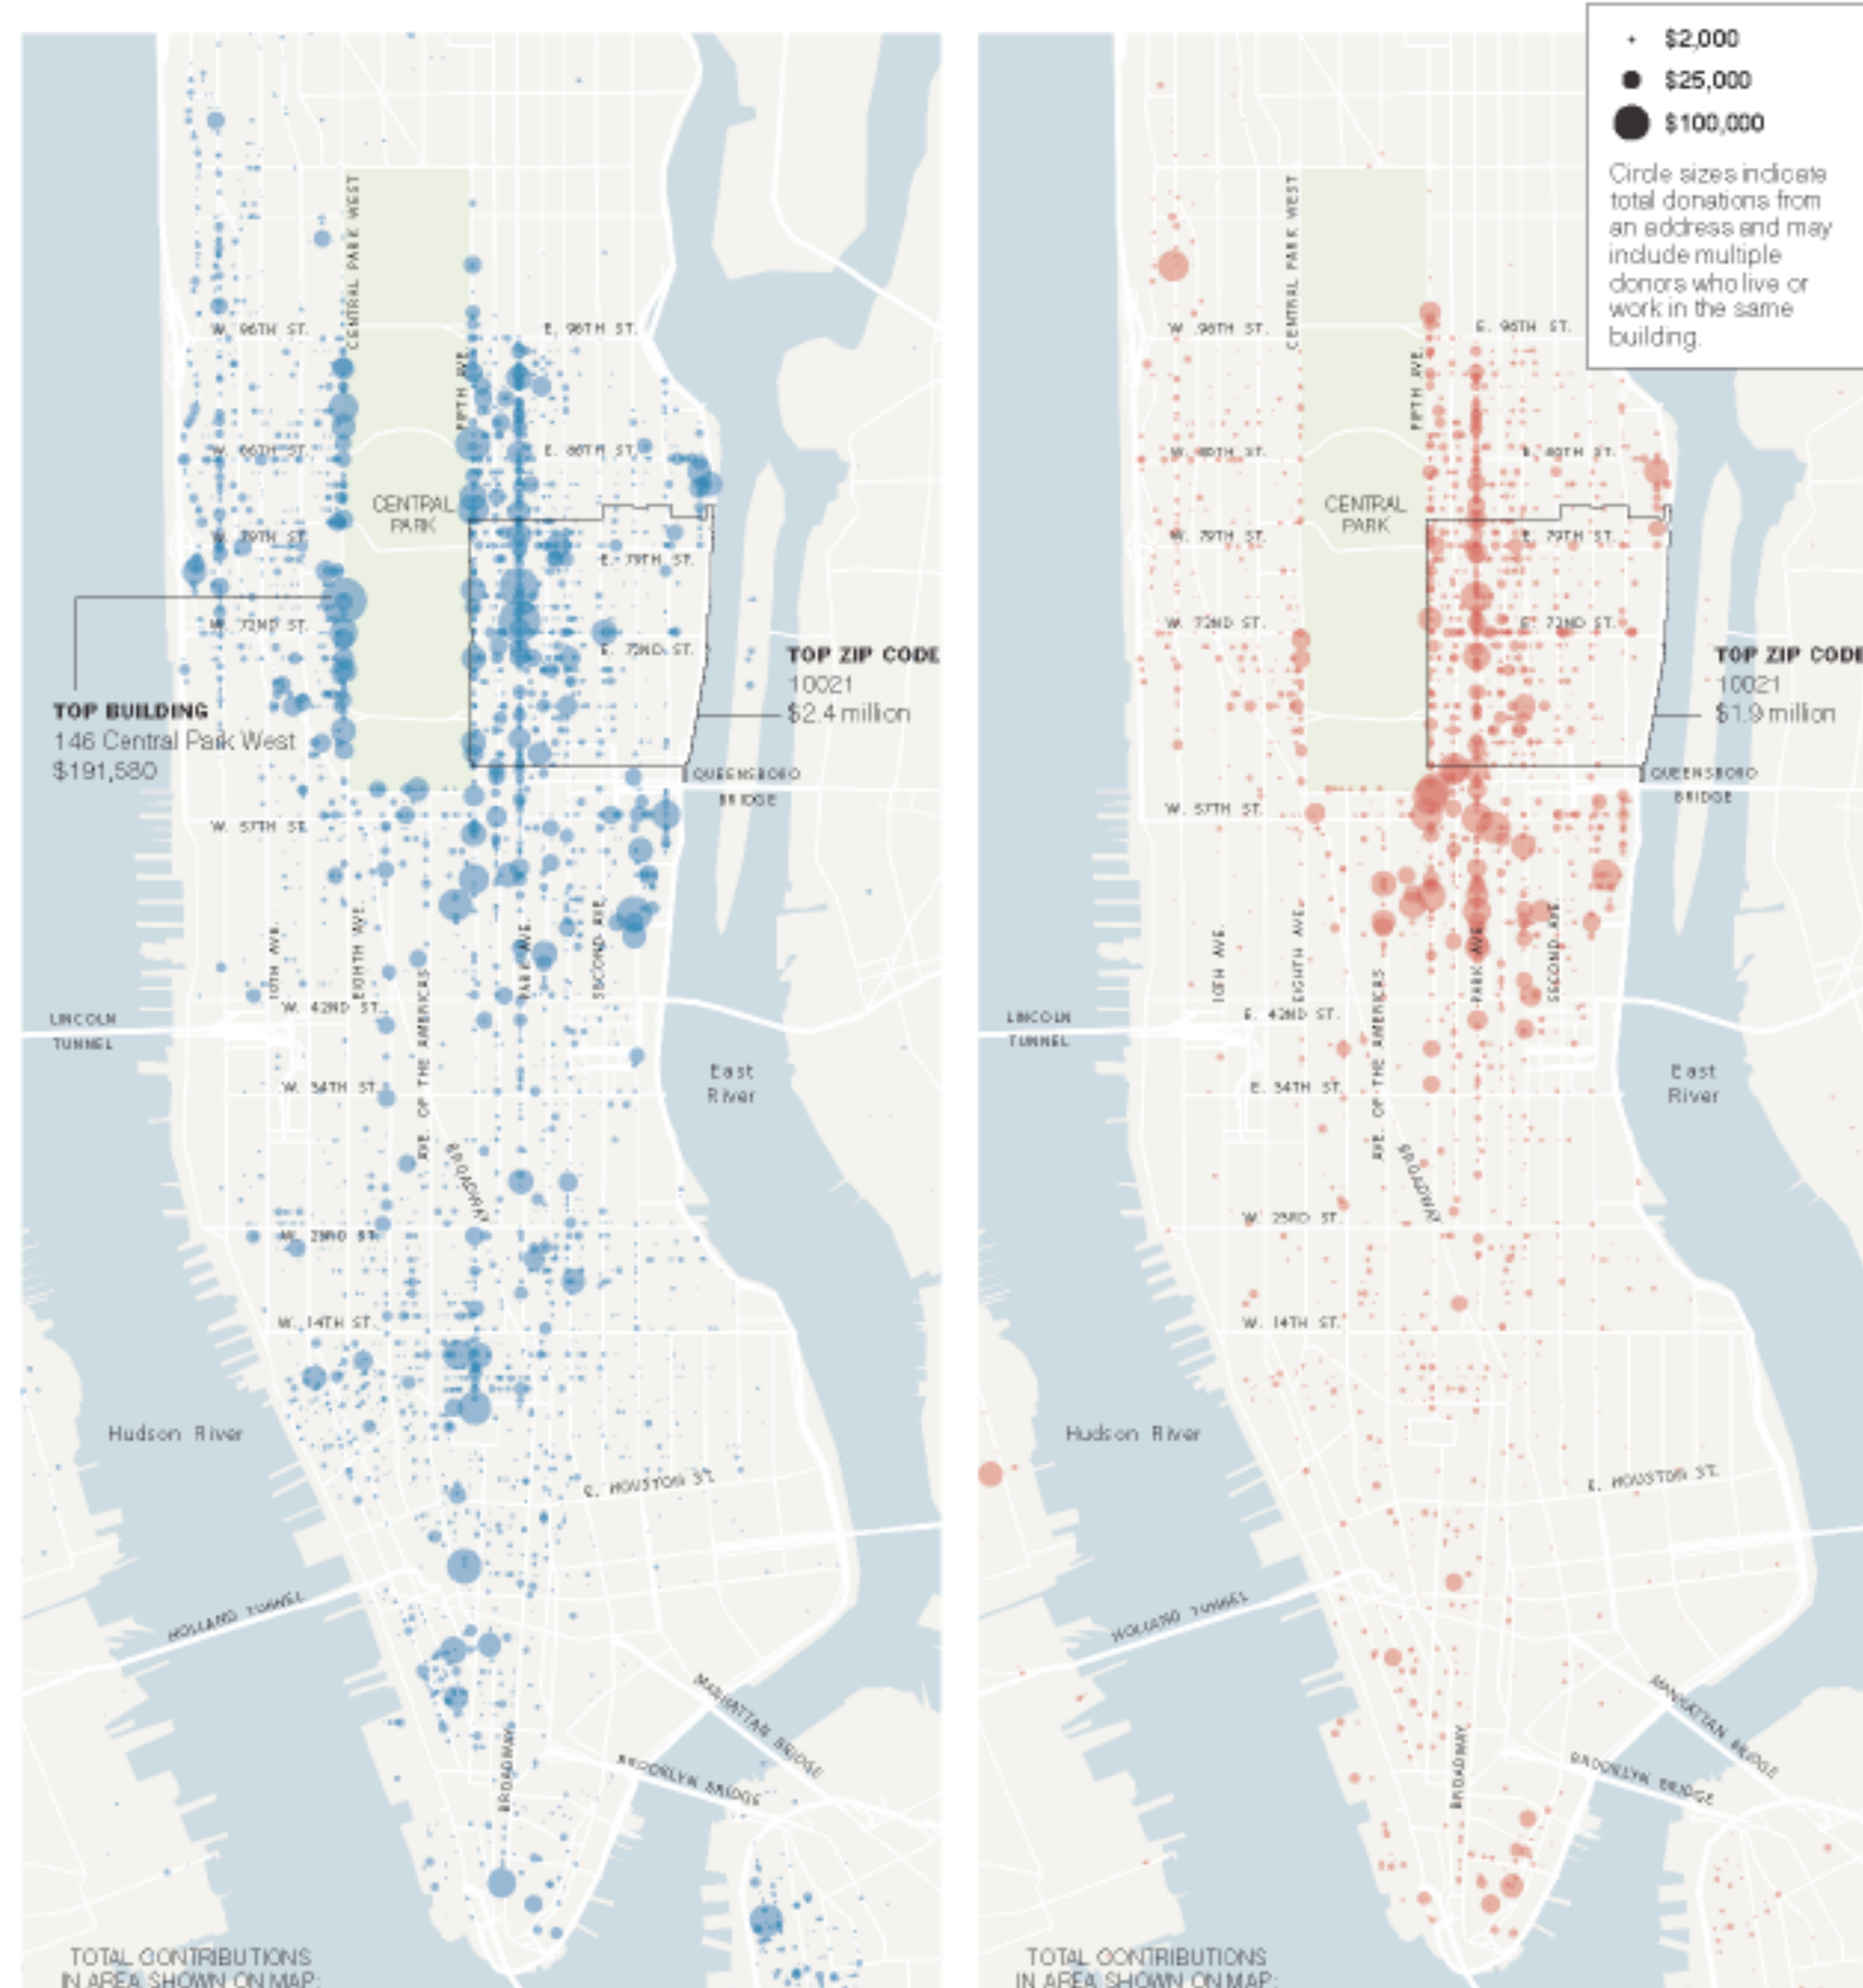 $2,000
$25,000
$100,000
Circle sizes indicate
total donations from
an address and may
include multiple
donors who live or
work in the same
building.
CENTRAL PARK WEST
W. 96TH ST.
E. 96TH ST.
FIFTH AVE.
W. 86TH ST.
E. 86TH ST.
CENTRAL
PARK
W. 79TH ST.
E. 79TH ST.
W. 72ND ST.
E. 72ND ST.
TOP ZIP CODE
10021
$2.4 million
TOP BUILDING
146 Central Park West
$191,580
QUEENSBORO
BRIDGE
W. 57TH ST.
10TH AVE.
EIGHTH AVE.
AVE. OF THE AMERICAS
PARK AVE.
SECOND AVE.
W. 42ND ST.
LINCOLN
TUNNEL
W. 34TH ST.
East
River
BROADWAY
W. 23RD ST.
W. 14TH ST.
Hudson River
E. HOUSTON ST.
HOLLAND TUNNEL
MANHATTAN BRIDGE
BROOKLYN BRIDGE
BROADWAY
TOTAL CONTRIBUTIONS
IN AREA SHOWN ON MAP:
CENTRAL PARK WEST
W. 96TH ST.
E. 96TH ST.
FIFTH AVE.
W. 86TH ST.
E. 86TH ST.
CENTRAL
PARK
W. 79TH ST.
E. 79TH ST.
W. 72ND ST.
E. 72ND ST.
TOP ZIP CODE
10021
$1.9 million
QUEENSBORO
BRIDGE
W. 57TH ST.
10TH AVE.
EIGHTH AVE.
AVE. OF THE AMERICAS
PARK AVE.
SECOND AVE.
E. 42ND ST.
LINCOLN
TUNNEL
E. 34TH ST.
East
River
BROADWAY
W. 23RD ST.
W. 14TH ST.
Hudson River
E. HOUSTON ST.
HOLLAND TUNNEL
MANHATTAN BRIDGE
BROOKLYN BRIDGE
BROADWAY
TOTAL CONTRIBUTIONS
IN AREA SHOWN ON MAP: